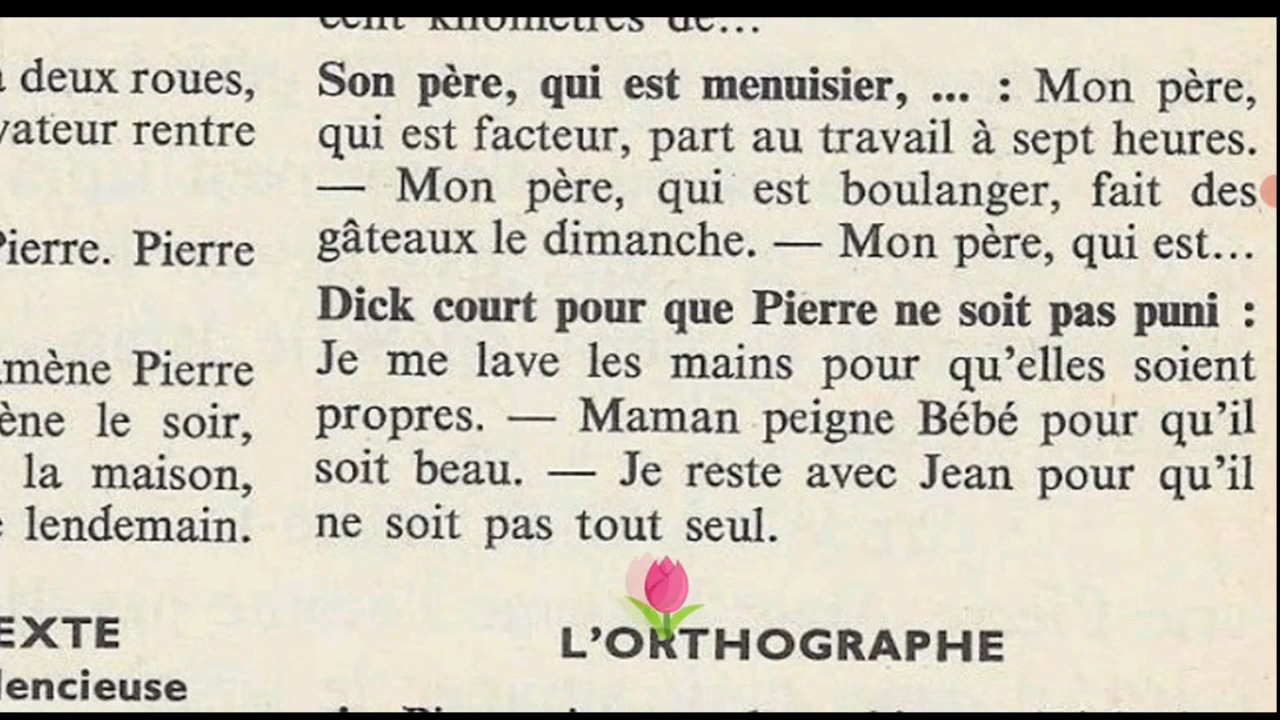 cent kilomètres de...
deux roues,
rentre
Pierre. Pierre
Pierre
le soir,
la maison,
lendemain.
EXTE
Son père, qui est menuisier, ... : Mon père,
qui est facteur, part au travail à sept heures.
— Mon père, qui est boulanger, fait des
gâteaux le dimanche. — Mon père, qui est...
Dick court pour que Pierre ne soit pas puni :
Je me lave les mains pour qu'elles soient
propres. — Maman peigne Bébé pour qu'il
soit beau. — Je reste avec Jean pour qu'il
ne soit pas tout seul.
L'ORTHOGRAPHE